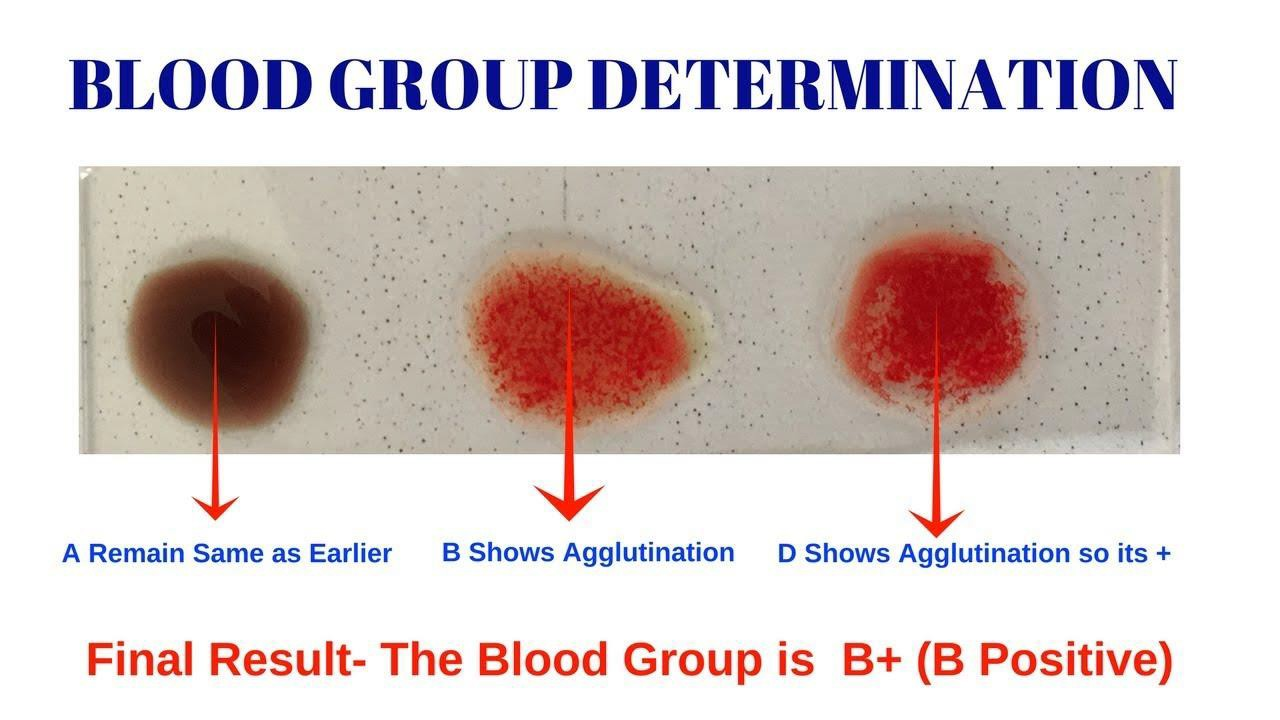 BLOOD GROUP DETERMINATION
A Remain Same as Earlier
B Shows Agglutination
D Shows Agglutination so its +
Final Result- The Blood Group is B+ (B Positive)